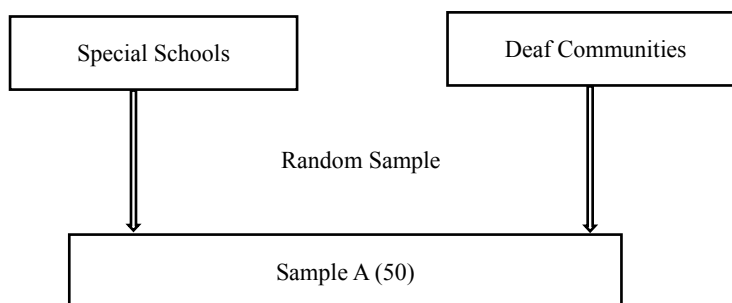 Special Schools
Deaf Communities
Random Sample
Sample A (50)